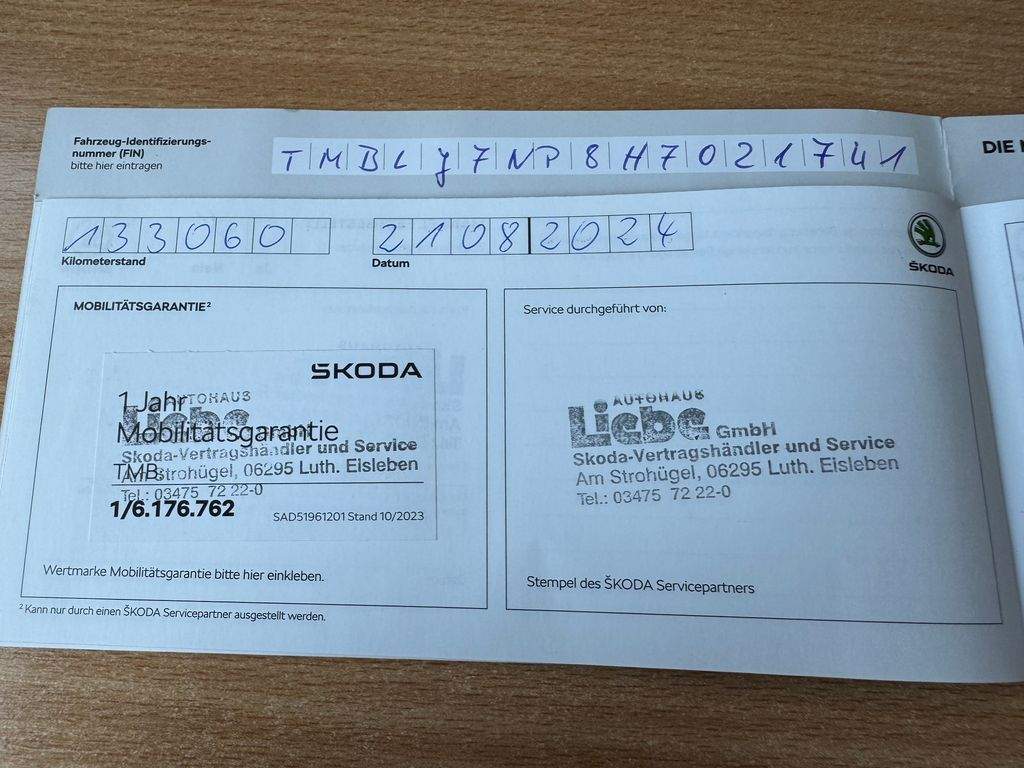 Fahrzeug-Identifizierungs-
nummer (FIN)
bitte hier eintragen
TMBLJ7NP8H7021741
DIE
133060
Kilometerstand
21082024
Datum
ŠKODA
MOBILITÄTSGARANTIE²
ŠKODA
1 Jahr
Mobilitätsgarantie
TMB
1/6.176.762
SAD51961201 Stand 10/2023
AUTOHAUS
Liebe
Skoda-Vertragshändler und Service
Am Strohügel, 06295 Luth. Eisleben
Tel.: 03475 72 22-0
Wertmarke Mobilitätsgarantie bitte hier einkleben.
² Kann nur durch einen ŠKODA Servicepartner ausgestellt werden.
Service durchgeführt von:
AUTOHAUS
Liebe GmbH
Skoda-Vertragshändler und Service
Am Strohügel, 06295 Luth. Eisleben
Tel.: 03475 72 22-0
Stempel des ŠKODA Servicepartners